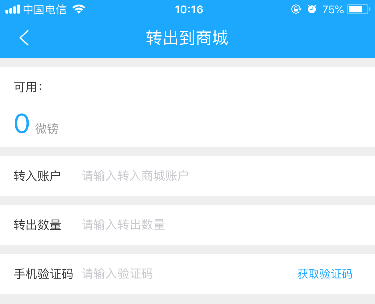 中国电信 10:16 75%
转出到商城
可用：
0 微镑
转入账户 请输入转入商城账户
转出数量 请输入转出数量
手机验证码 请输入验证码 获取验证码